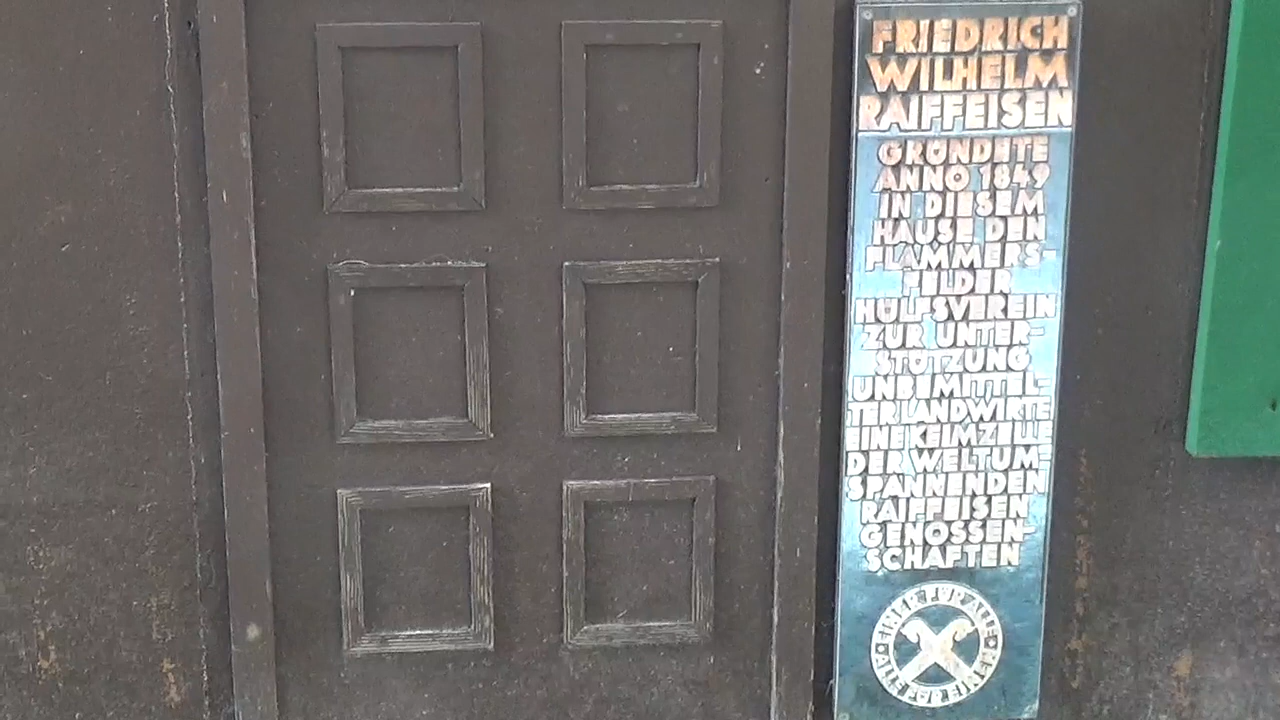 FRIEDRICH
WILHELM
RAIFFEISEN
GRÜNDETE
ANNO 1849
IN DIESEM
HAUSE DEN
FLAMMERS-
FELDER
HÜLFSVEREIN
ZUR UNTER-
STÜTZUNG
UNBEMITTEL-
TER LANDWIRTE
EINE KEIMZELLE
DER WELTUM-
SPANNENDEN
RAIFFEISEN
GENOSSEN-
SCHAFTEN
EINER FÜR ALLE
ALLE FÜR EINEN